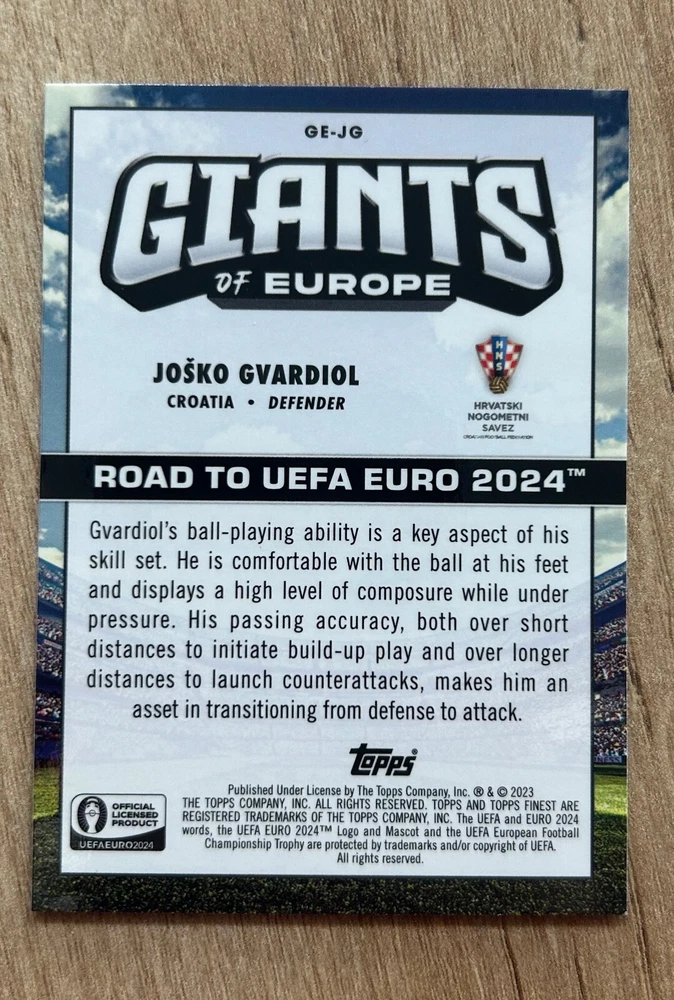 GE-JG
GIANTS
OF EUROPE
JOŠKO GVARDIOL
CROATIA • DEFENDER
HNS
HRVATSKI
NOGOMETNI
SAVEZ
CROATIAN FOOTBALL FEDERATION
ROAD TO UEFA EURO 2024™
Gvardiol's ball-playing ability is a key aspect of his
skill set. He is comfortable with the ball at his feet
and displays a high level of composure while under
pressure. His passing accuracy, both over short
distances to initiate build-up play and over longer
distances to launch counterattacks, makes him an
asset in transitioning from defense to attack.
Topps®
OFFICIAL
LICENSED
PRODUCT
UEFAEURO2024
Published Under License by The Topps Company, Inc. ® & © 2023
THE TOPPS COMPANY, INC. ALL RIGHTS RESERVED. TOPPS AND TOPPS FINEST ARE
REGISTERED TRADEMARKS OF THE TOPPS COMPANY, INC. The UEFA and EURO 2024
words, the UEFA EURO 2024™ Logo and Mascot and the UEFA European Football
Championship Trophy are protected by trademarks and/or copyright of UEFA.
All rights reserved.